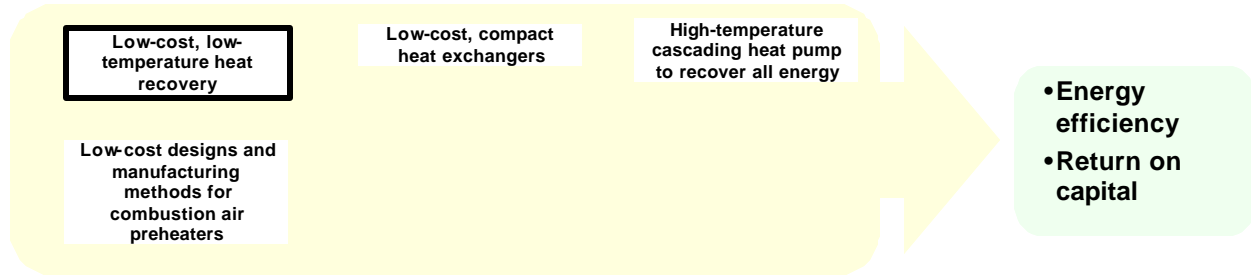 Low-cost, low-
temperature heat
recovery
Low-cost, compact
heat exchangers
High-temperature
cascading heat pump
to recover all energy
Low-cost designs and
manufacturing
methods for
combustion air
preheaters
•Energy
efficiency
•Return on
capital